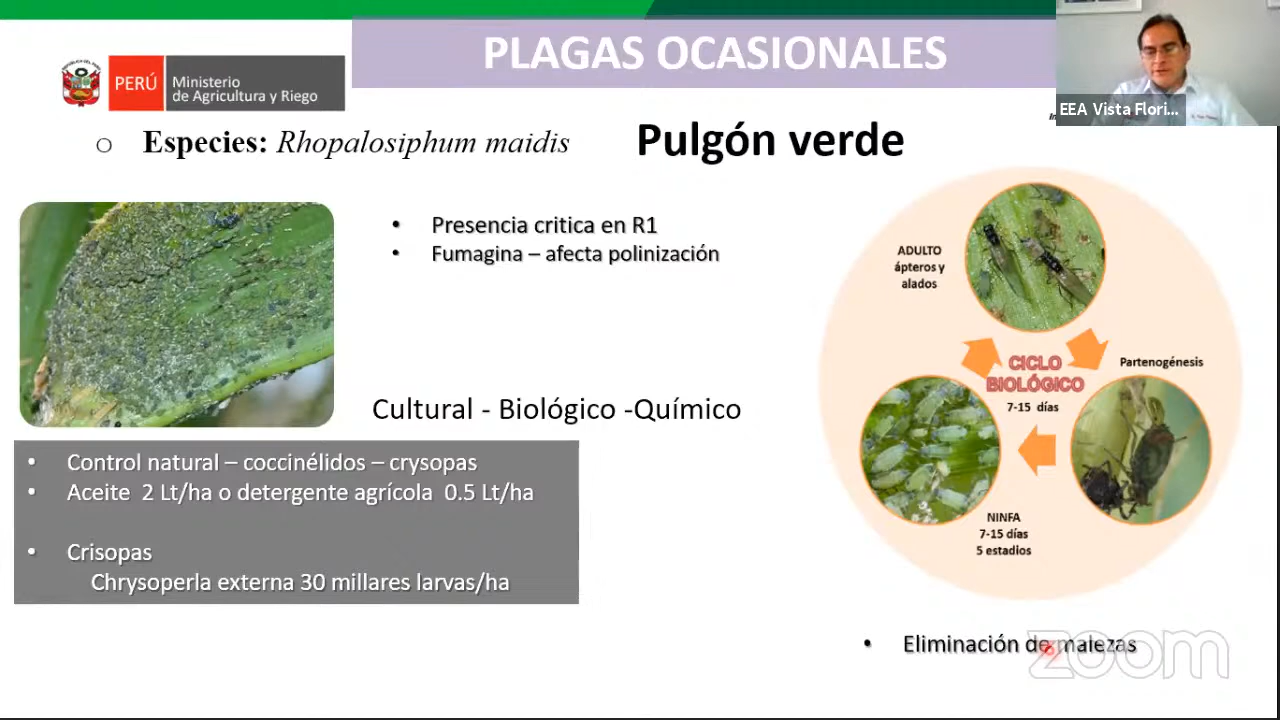 PLAGAS OCASIONALES
PERÚ
Ministerio
de Agricultura y Riego
EEA Vista Flori...
o Especies: Rhopalosiphum maidis
Pulgón verde
• Presencia critica en R1
• Fumagina – afecta polinización
ADULTO
ápteros y
alados
Partenogénesis
CICLO
BIOLÓGICO
7-15 días
NINFA
7-15 días
5 estadios
Cultural - Biológico -Químico
• Control natural – coccinélidos – crysopas
• Aceite 2 Lt/ha o detergente agrícola 0.5 Lt/ha
• Crisopas
Chrysoperla externa 30 millares larvas/ha
• Eliminación de malezas
zoom